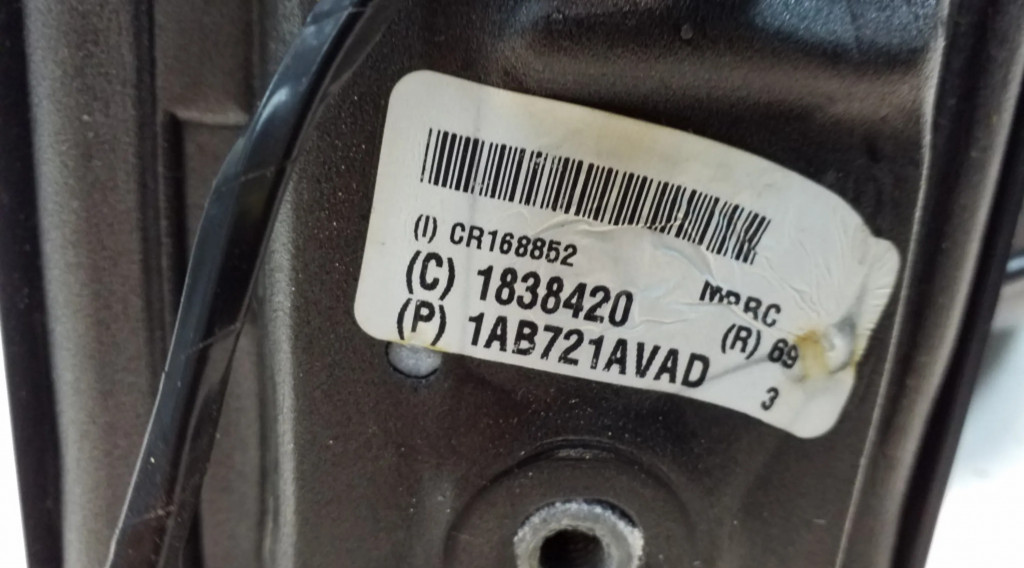 (I) CR168852
(C) 1838420
(P) 1AB721AVAD
(R) 69
3